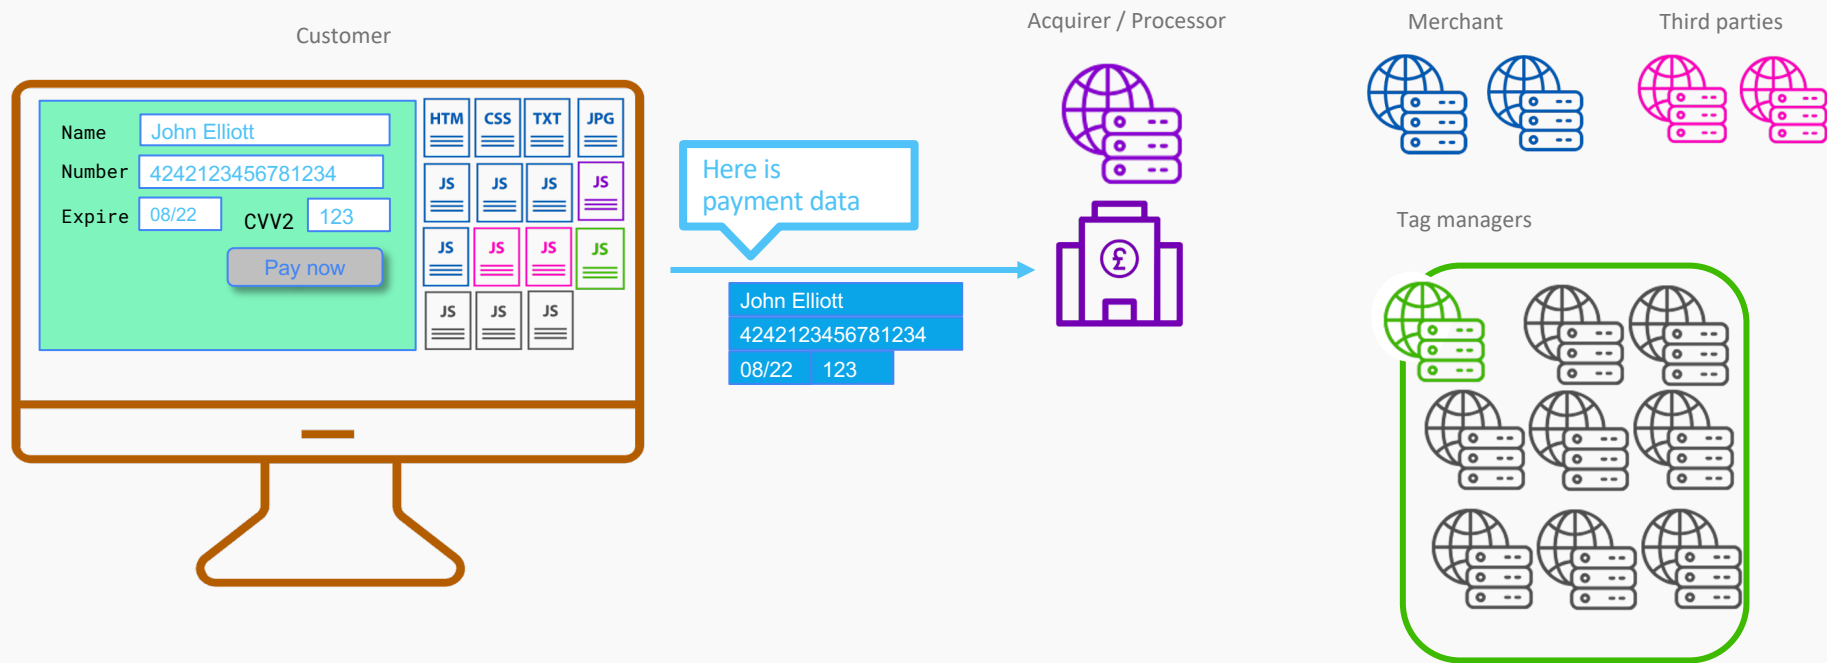 Customer
Acquirer / Processor
Merchant
Third parties
Name
John Elliott
Number
4242123456781234
Expire
08/22
CVV2
123
Pay now
HTM
CSS
TXT
JPG
JS
JS
JS
JS
JS
JS
JS
JS
JS
JS
JS
Here is
payment data
John Elliott
4242123456781234
08/22
123
£
Tag managers